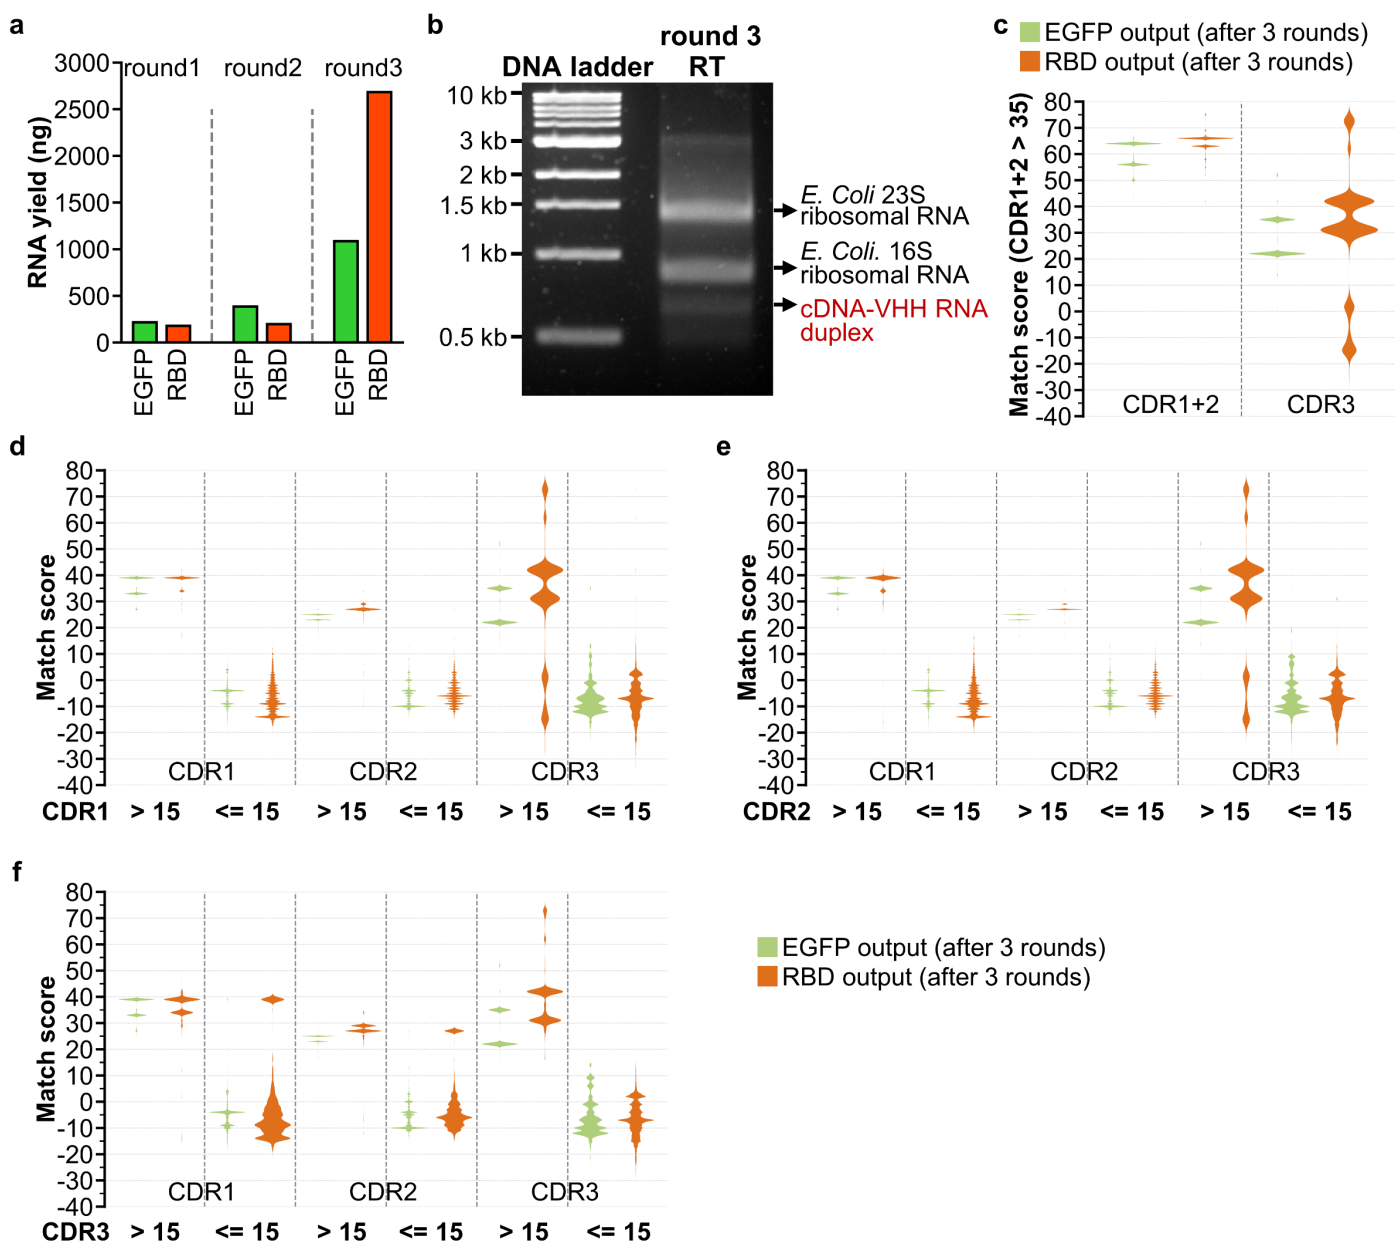 a
3000
2500
2000
1500
1000
500
0
RNA yield (ng)
round1
round2
round3
EGFP
RBD
EGFP
RBD
EGFP
RBD
b
DNA ladder
round 3
RT
10 kb
3 kb
2 kb
1.5 kb
1 kb
0.5 kb
E. Coli 23S
ribosomal RNA
E. Coli. 16S
ribosomal RNA
cDNA-VHH RNA
duplex
c
EGFP output (after 3 rounds)
RBD output (after 3 rounds)
Match score (CDR1+2 > 35)
80
70
60
50
40
30
20
10
0
-10
-20
-30
-40
CDR1+2
CDR3
d
Match score
80
70
60
50
40
30
20
10
0
-10
-20
-30
-40
CDR1
CDR2
CDR3
CDR1 > 15 <= 15 > 15 <= 15 > 15 <= 15
e
Match score
80
70
60
50
40
30
20
10
0
-10
-20
-30
-40
CDR1
CDR2
CDR3
CDR2 > 15 <= 15 > 15 <= 15 > 15 <= 15
f
Match score
80
70
60
50
40
30
20
10
0
-10
-20
-30
-40
CDR1
CDR2
CDR3
CDR3 > 15 <= 15 > 15 <= 15 > 15 <= 15
EGFP output (after 3 rounds)
RBD output (after 3 rounds)